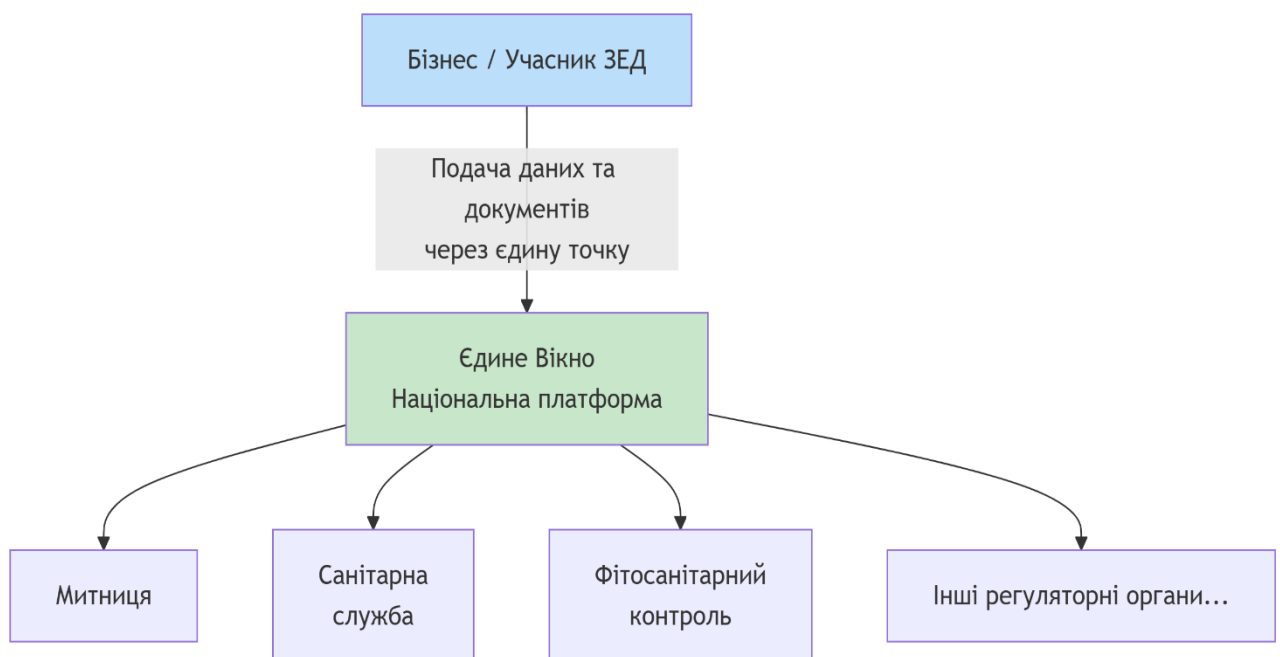 Бізнес / Учасник ЗЕД
Подача даних та
документів
через єдину точку
Єдине Вікно
Національна платформа
Митниця
Санітарна
служба
Фітосанітарний
контроль
Інші регуляторні органи...